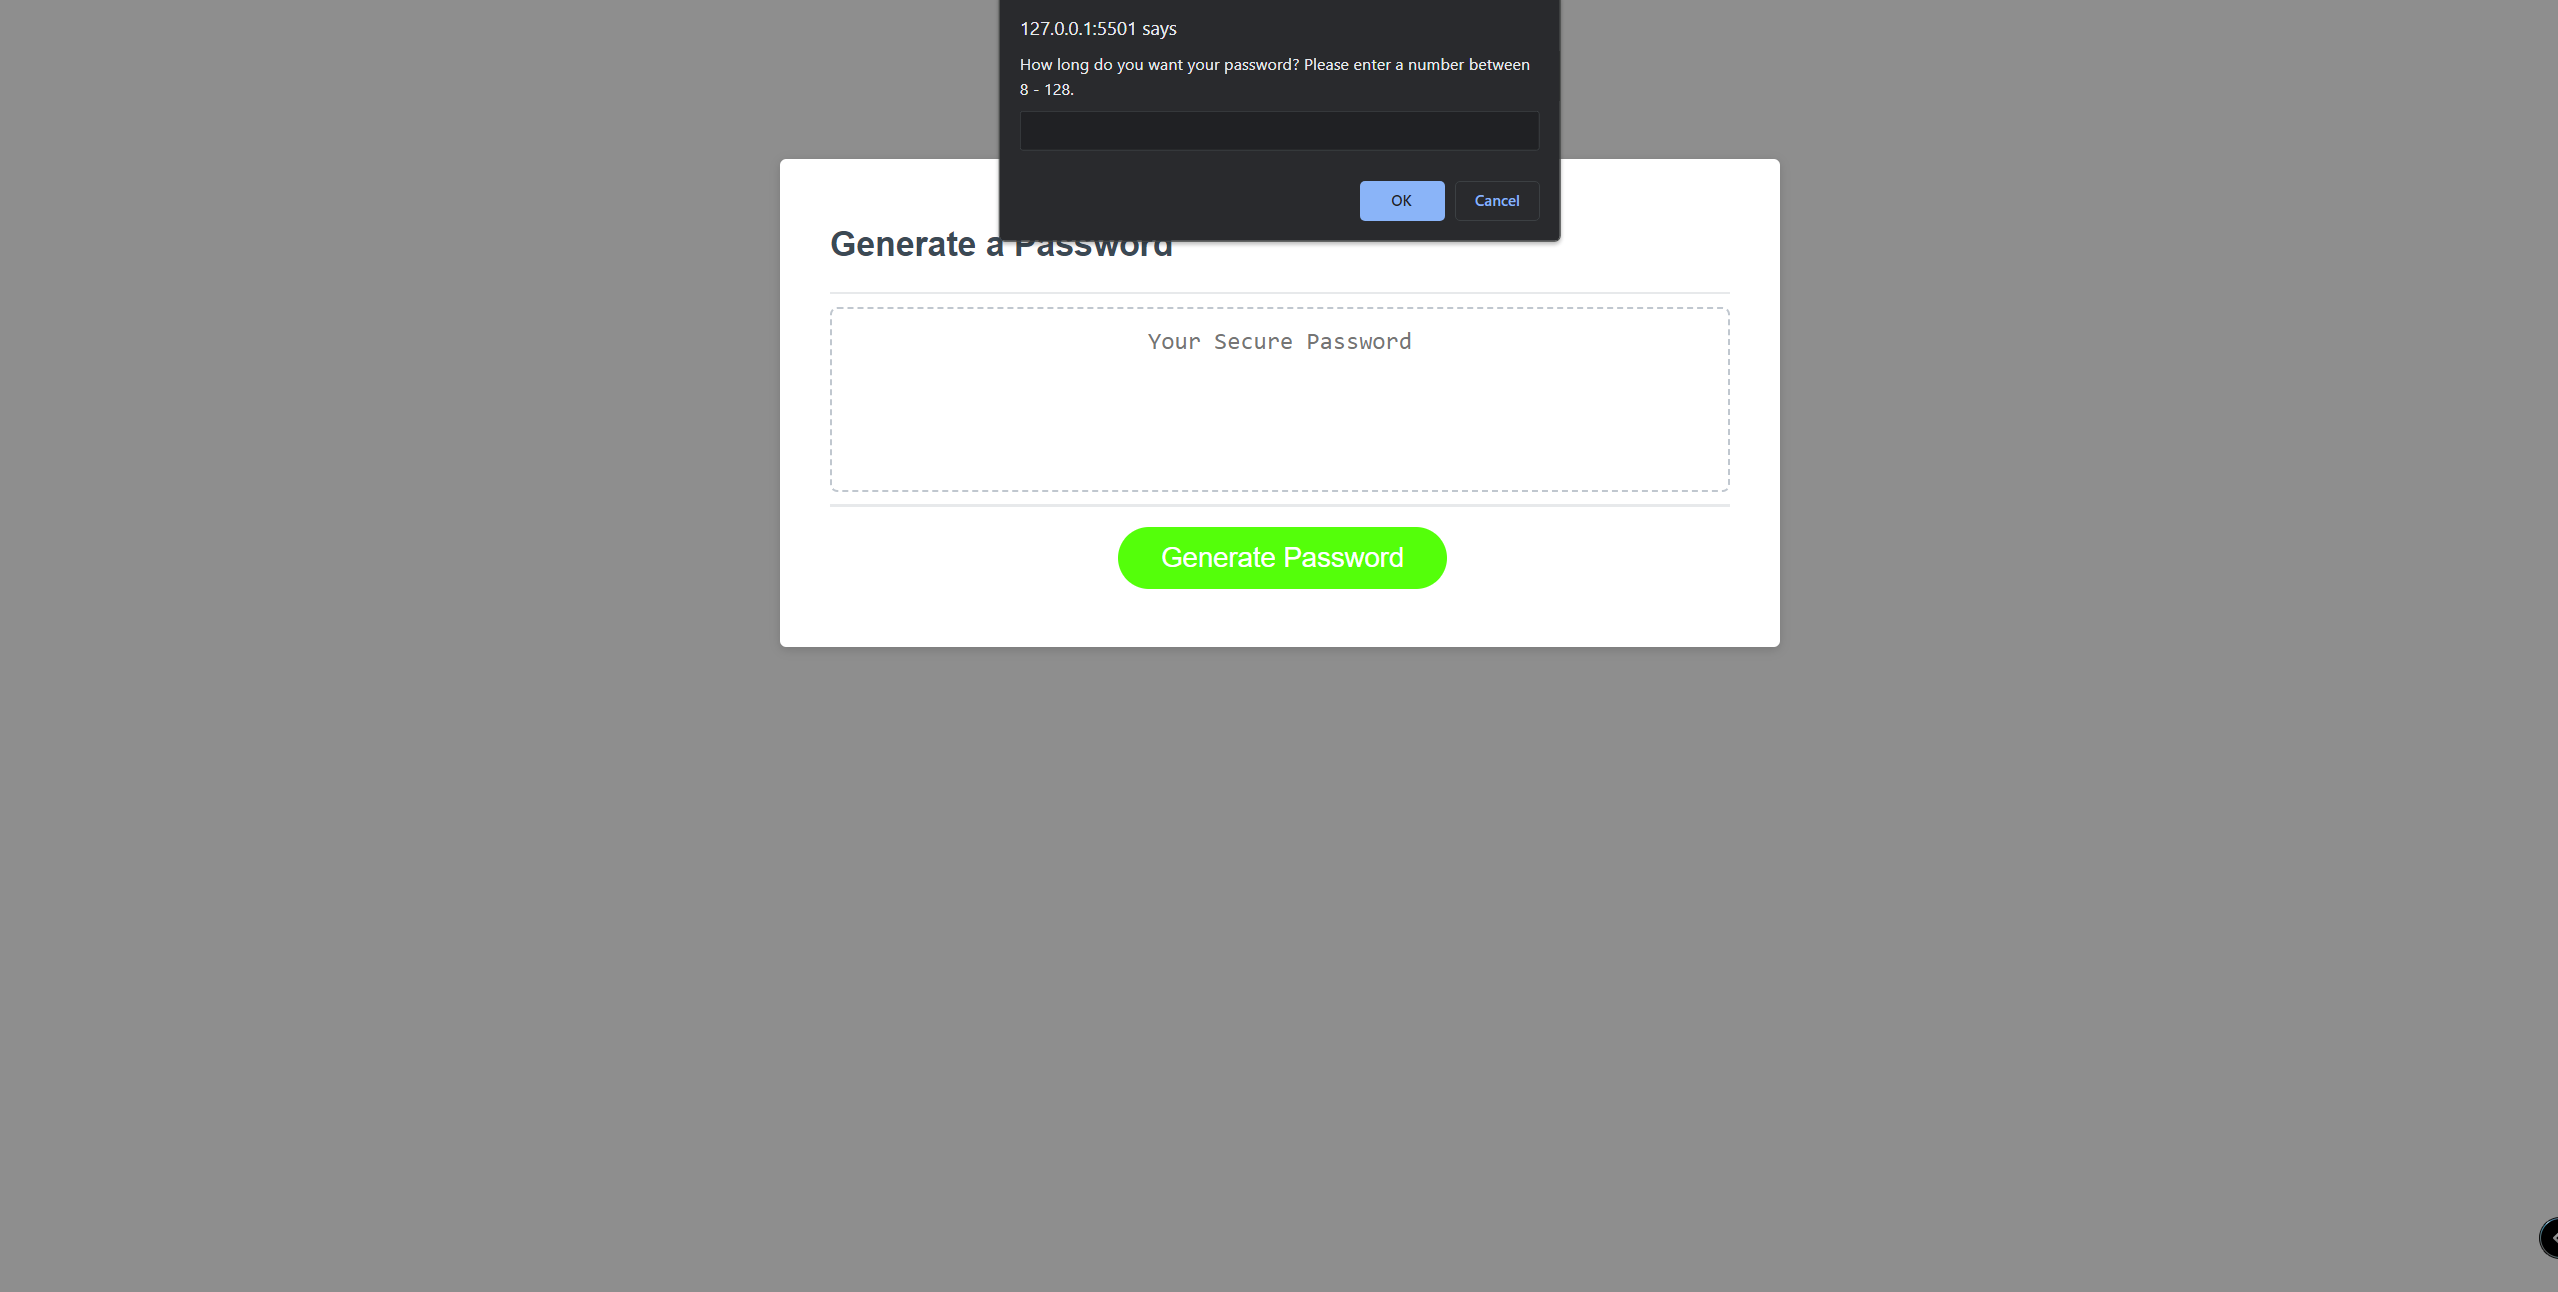 127.0.0.1:5501 says
How long do you want your password? Please enter a number between
8 - 128.
OK
Cancel
Generate a Password
Your Secure Password
Generate Password